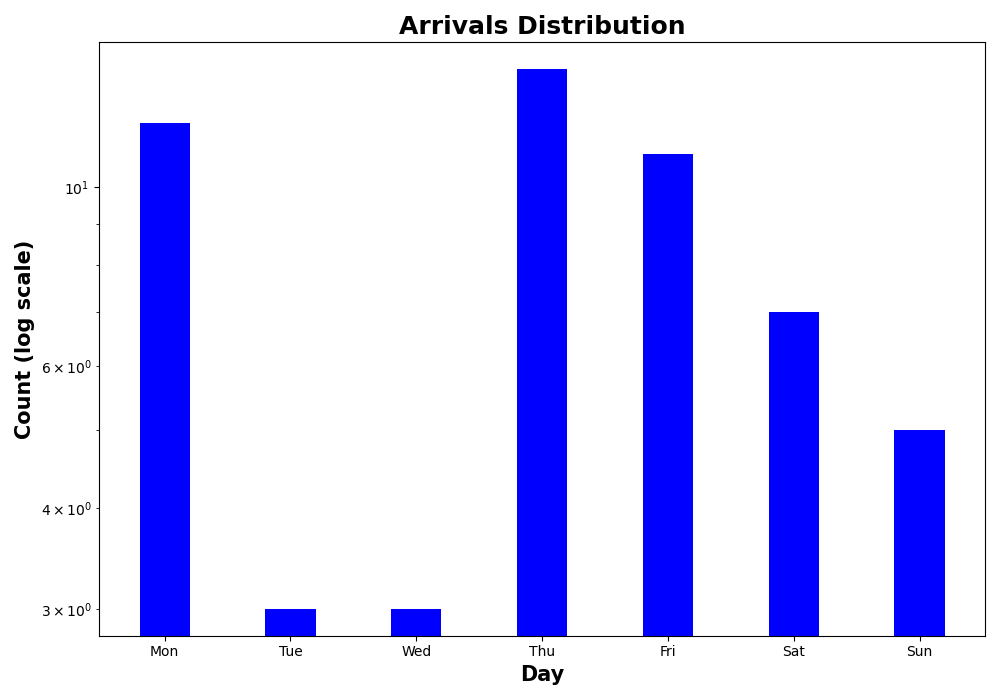 Arrivals Distribution
Count (log scale)
10¹
6 × 10⁰
4 × 10⁰
3 × 10⁰
Mon Tue Wed Thu Fri Sat Sun
Day